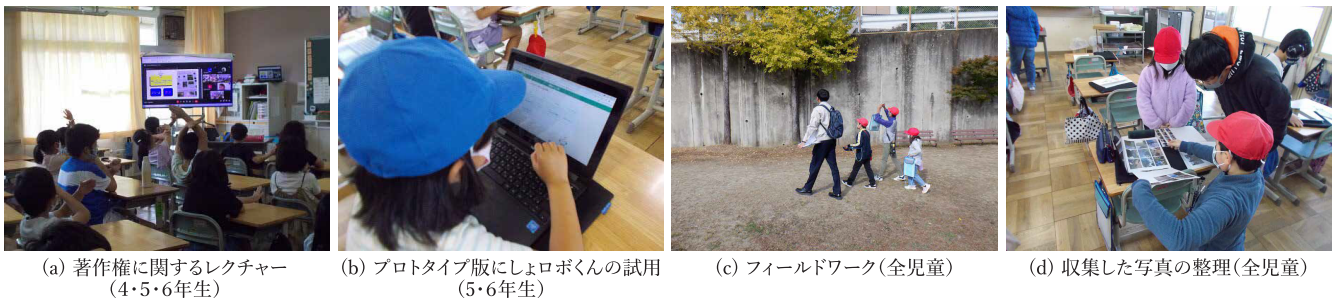 (a) 著作権に関するレクチャー
（4・5・6年生）
(b) プロトタイプ版にしょロボくんの試用
（5・6年生）
(c) フィールドワーク（全児童）
(d) 収集した写真の整理（全児童）